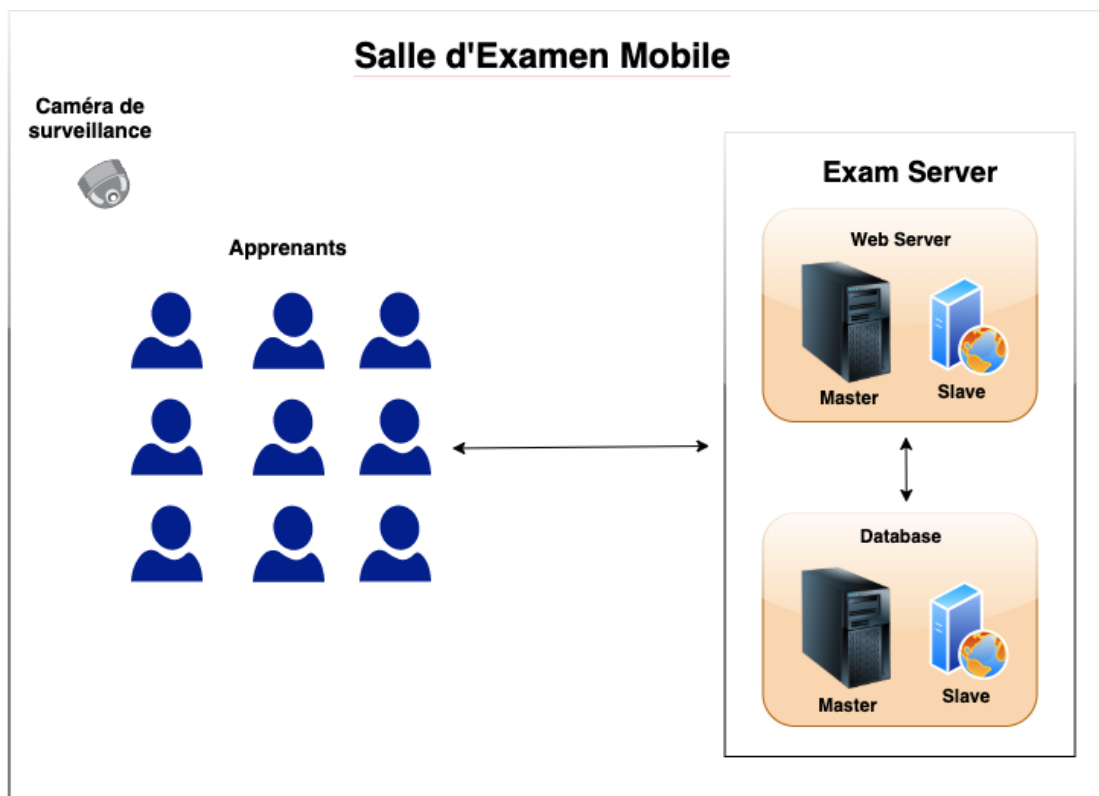 Salle d'Examen Mobile
Caméra de
surveillance
Apprenants
Exam Server
Web Server
Master
Slave
Database
Master
Slave